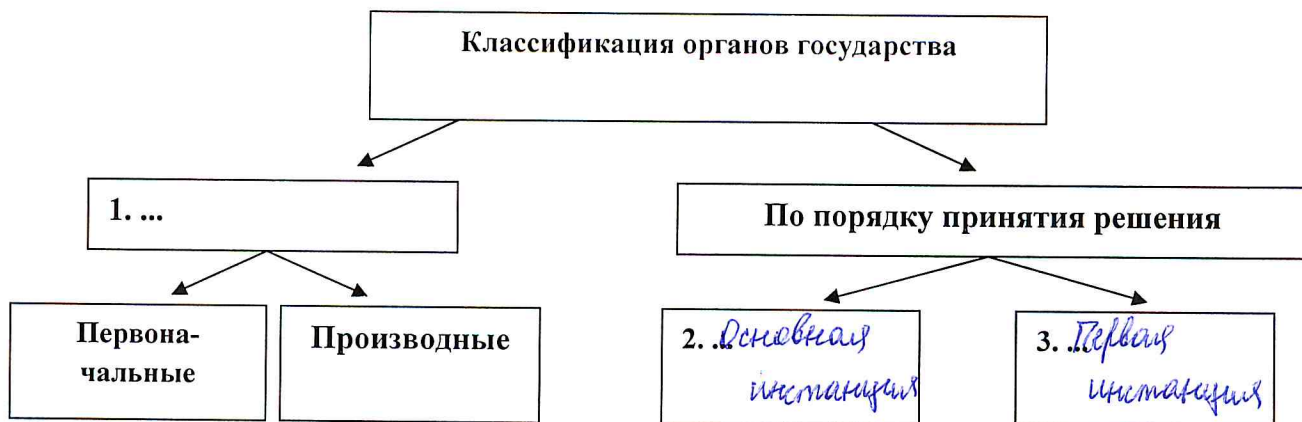 Классификация органов государства
1. ...
По порядку принятия решения
Первона-
чальные
Производные
2. ... Основная
инстанция
3. ... Первая
инстанция